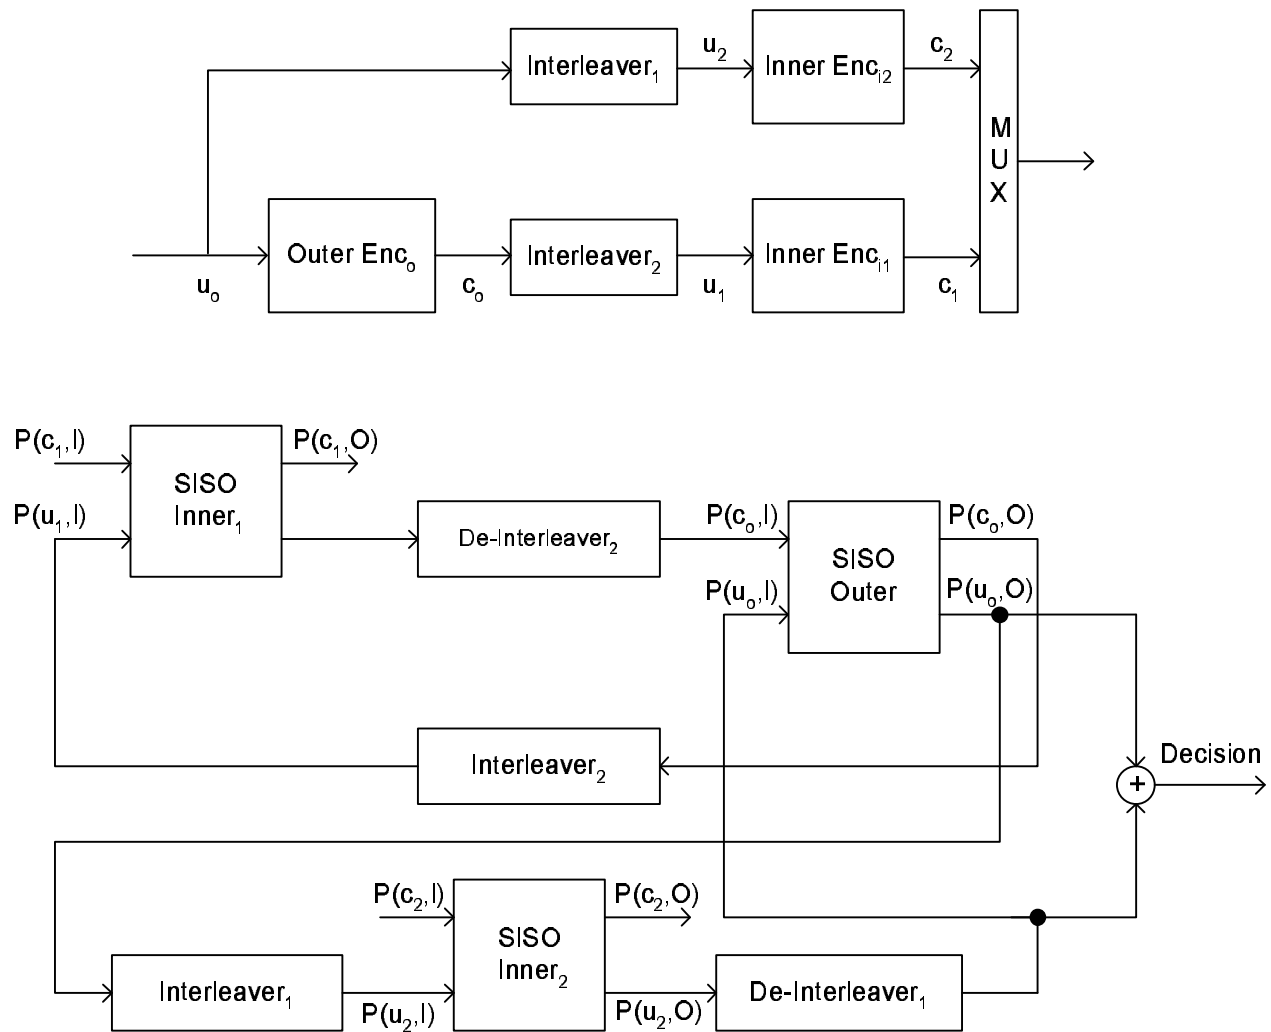 Interleaver₁
u₂
Inner Encᵢ₂
c₂
M
U
X
uₒ
Outer Encₒ
cₒ
Interleaver₂
u₁
Inner Encᵢ₁
c₁
P(c₁,I)
P(u₁,I)
SISO
Inner₁
P(c₁,O)
De-Interleaver₂
P(cₒ,I)
P(uₒ,I)
SISO
Outer
P(cₒ,O)
P(uₒ,O)
Interleaver₂
+
Decision
Interleaver₁
P(c₂,I)
P(u₂,I)
SISO
Inner₂
P(c₂,O)
P(u₂,O)
De-Interleaver₁